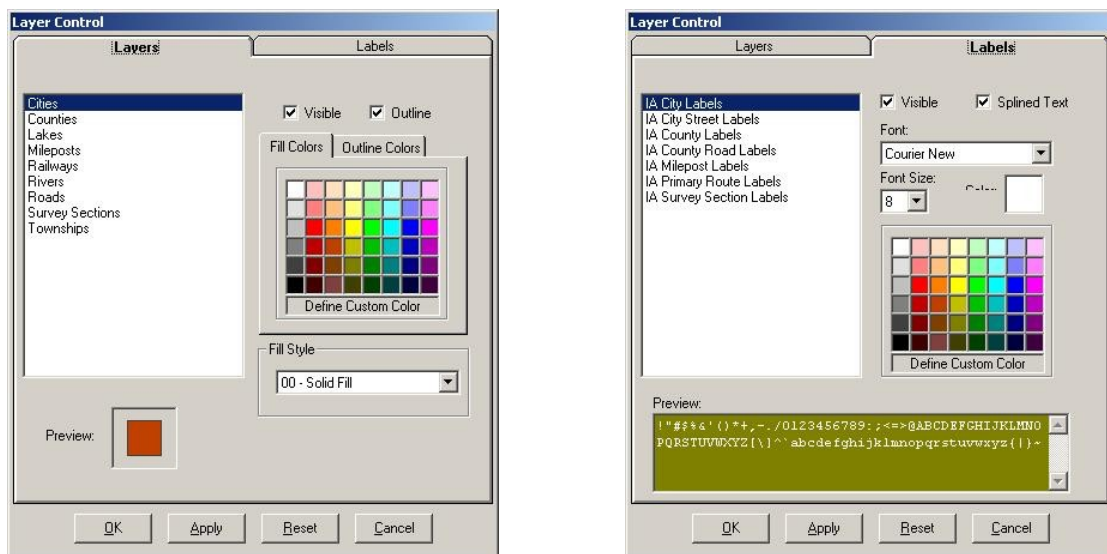 Layer Control
Layers
Labels
Cities
Counties
Lakes
Mileposts
Railways
Rivers
Roads
Survey Sections
Townships
Visible
Outline
Fill Colors
Outline Colors
Define Custom Color
Fill Style
00 - Solid Fill
Preview:
OK
Apply
Reset
Cancel
Layer Control
Layers
Labels
IA City Labels
IA City Street Labels
IA County Labels
IA County Road Labels
IA Milepost Labels
IA Primary Route Labels
IA Survey Section Labels
Visible
Splined Text
Font:
Courier New
Font Size:
8
Define Custom Color
Preview:
!"#$%&'()*+,-./0123456789:;<=>@ABCDEFGHIJKLMNO
PQRSTUVWXYZ[\]^`abcdefghijklmnopqrstuvwxyz{|}~
OK
Apply
Reset
Cancel